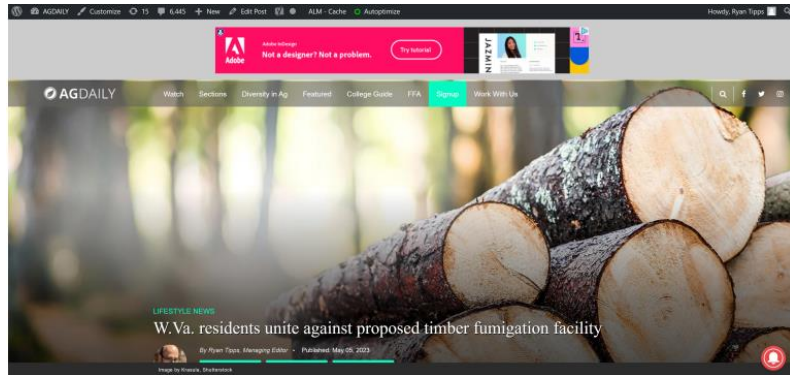 AGDAILY Customize 15 6,445 + New Edit Post ALM - Cache Autoptimize Howdy, Ryan Tipps
Adobe
Adobe InDesign
Not a designer? Not a problem.
Try tutorial
JAZMIN
AGDAILY
Watch Sections Diversity in Ag Featured College Guide FFA Signup Work With Us
LIFESTYLE NEWS
W.Va. residents unite against proposed timber fumigation facility
By Ryan Tipps, Managing Editor • Published: May 05, 2023
Image by Krasula, Shutterstock